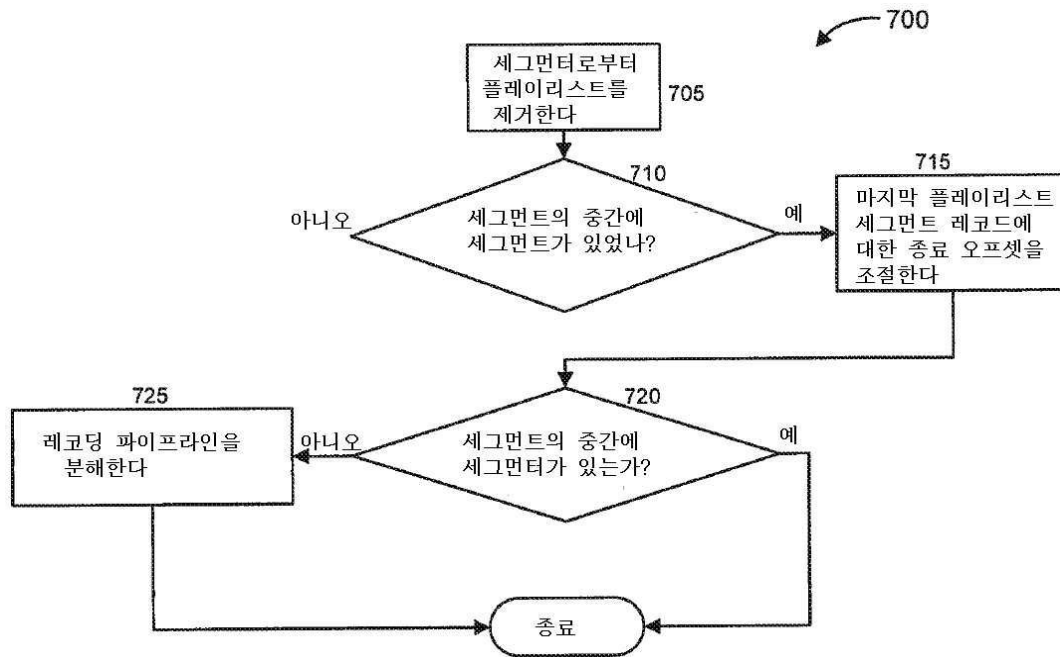 700
세그먼터로부터
플레이리스트를
제거한다
705
710
세그먼트의 중간에
세그먼트가 있었나?
아니오
예
715
마지막 플레이리스트
세그먼트 레코드에
대한 종료 오프셋을
조절한다
720
세그먼트의 중간에
세그먼터가 있는가?
아니오
예
725
레코딩 파이프라인을
분해한다
종료